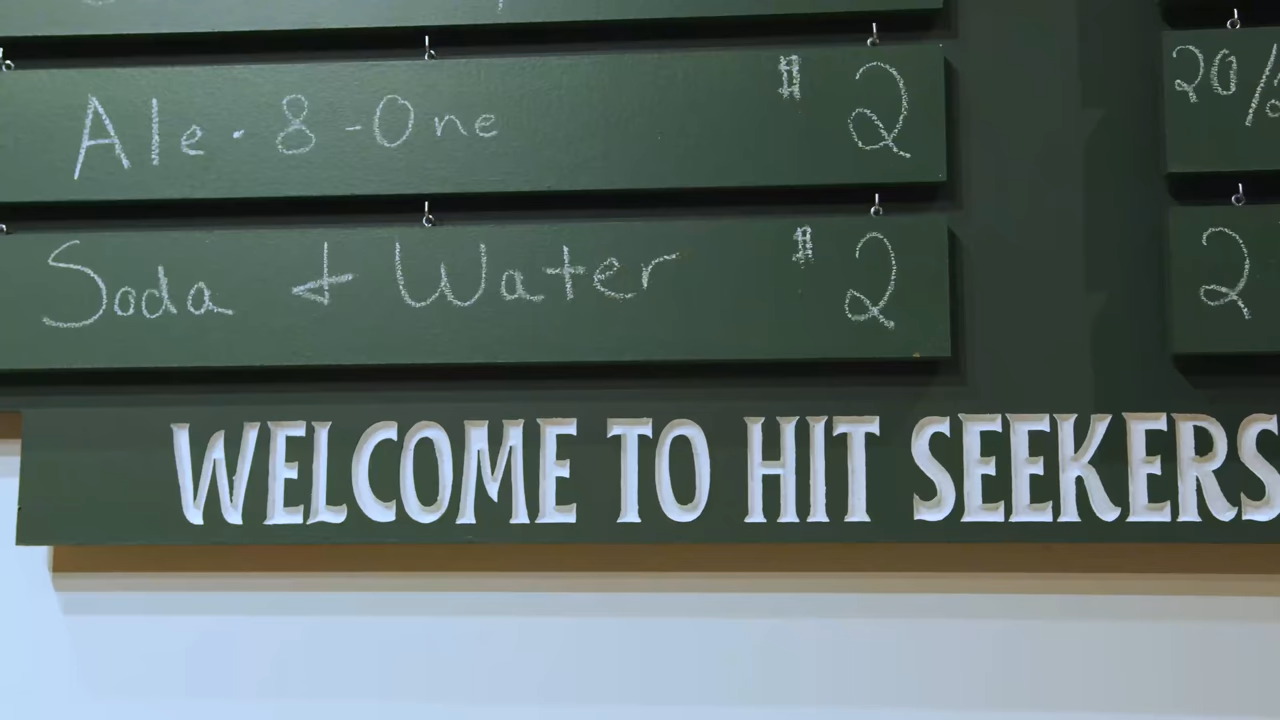 Ale·8-One $2
Soda + Water $2
20/
2
WELCOME TO HIT SEEKERS